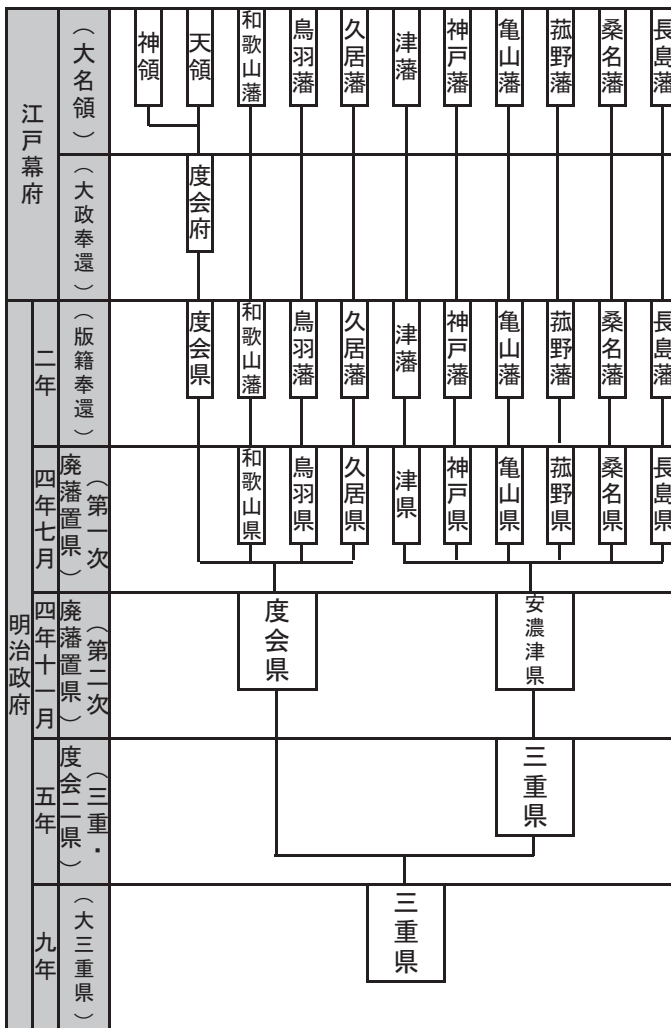 江戸幕府
（大名領）
神領
天領
和歌山藩
鳥羽藩
久居藩
津藩
神戸藩
亀山藩
菰野藩
桑名藩
長島藩
（大政奉還）
度会府
明治政府
二年
（版籍奉還）
度会県
和歌山藩
鳥羽藩
久居藩
津藩
神戸藩
亀山藩
菰野藩
桑名藩
長島藩
四年七月
（第一次
廃藩置県）
和歌山県
鳥羽県
久居県
津県
神戸県
亀山県
菰野県
桑名県
長島県
四年十一月
（第二次
廃藩置県）
度会県
安濃津県
五年
（三重・
度会二県）
三重県
九年
（大三重県）
三重県